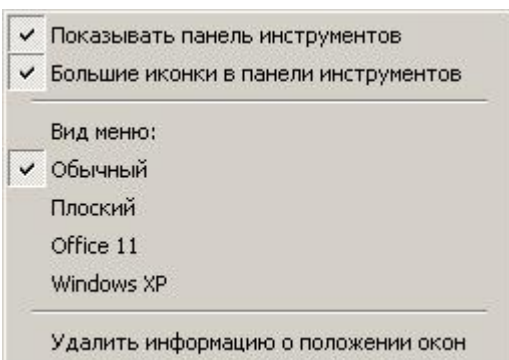 Показывать панель инструментов
Большие иконки в панели инструментов
Вид меню:
Обычный
Плоский
Office 11
Windows XP
Удалить информацию о положении окон